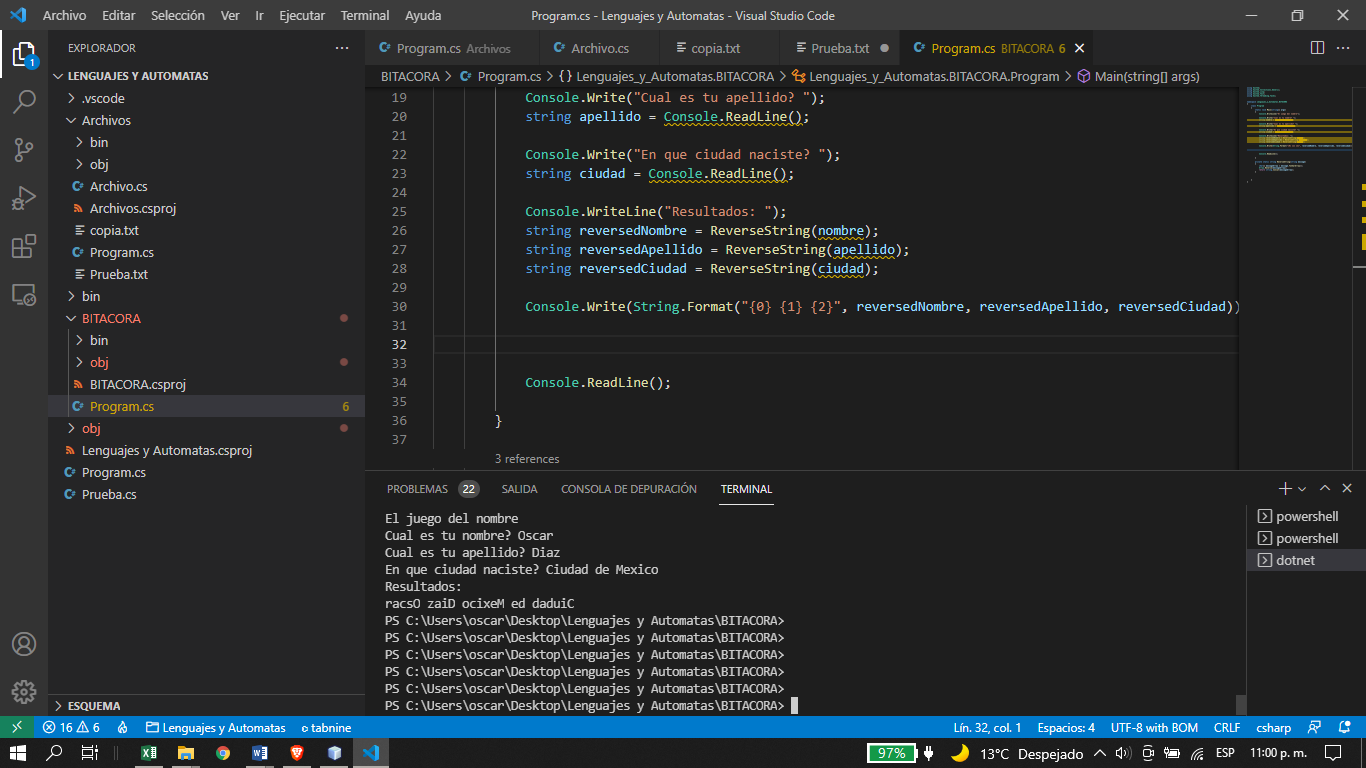 Archivo Editar Selección Ver Ir Ejecutar Terminal Ayuda Program.cs - Lenguajes y Automatas - Visual Studio Code
EXPLORADOR
Program.cs Archivos Archivo.cs copia.txt Prueba.txt Program.cs BITACORA 6
LENGUAJES Y AUTOMATAS
BITACORA > Program.cs > {} Lenguajes_y_Automatas.BITACORA > Lenguajes_y_Automatas.BITACORA.Program > Main(string[] args)
.vscode
Archivos
bin
obj
Archivo.cs
Archivos.csproj
copia.txt
Program.cs
Prueba.txt
bin
BITACORA
bin
obj
BITACORA.csproj
Program.cs 6
obj
Lenguajes y Automatas.csproj
Program.cs
Prueba.cs
ESQUEMA
1
19 Console.Write("Cual es tu apellido? ");
20 string apellido = Console.ReadLine();
21
22 Console.Write("En que ciudad naciste? ");
23 string ciudad = Console.ReadLine();
24
25 Console.WriteLine("Resultados: ");
26 string reversedNombre = ReverseString(nombre);
27 string reversedApellido = ReverseString(apellido);
28 string reversedCiudad = ReverseString(ciudad);
29
30 Console.Write(String.Format("{0} {1} {2}", reversedNombre, reversedApellido, reversedCiudad))
31
32
33
34 Console.ReadLine();
35
36 }
37
3 references
PROBLEMAS 22 SALIDA CONSOLA DE DEPURACIÓN TERMINAL
El juego del nombre
Cual es tu nombre? Oscar
Cual es tu apellido? Diaz
En que ciudad naciste? Ciudad de Mexico
Resultados:
racsO zaiD ocixeM ed daduiC
PS C:\Users\oscar\Desktop\Lenguajes y Automatas\BITACORA>
PS C:\Users\oscar\Desktop\Lenguajes y Automatas\BITACORA>
PS C:\Users\oscar\Desktop\Lenguajes y Automatas\BITACORA>
PS C:\Users\oscar\Desktop\Lenguajes y Automatas\BITACORA>
PS C:\Users\oscar\Desktop\Lenguajes y Automatas\BITACORA>
PS C:\Users\oscar\Desktop\Lenguajes y Automatas\BITACORA>
powershell
powershell
dotnet
16 6 Lenguajes y Automatas tabnine Lín. 32, col. 1 Espacios: 4 UTF-8 with BOM CRLF csharp
97% 13°C Despejado ESP 11:00 p. m.